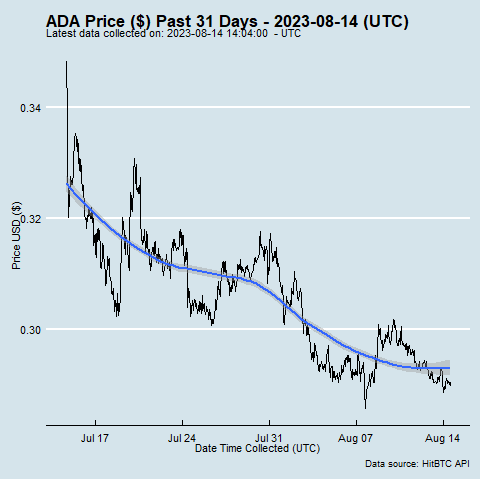 ADA Price ($) Past 31 Days - 2023-08-14 (UTC)
Latest data collected on: 2023-08-14 14:04:00 - UTC
0.34
0.32
0.30
Price USD ($)
Jul 17 Jul 24 Jul 31 Aug 07 Aug 14
Date Time Collected (UTC)
Data source: HitBTC API